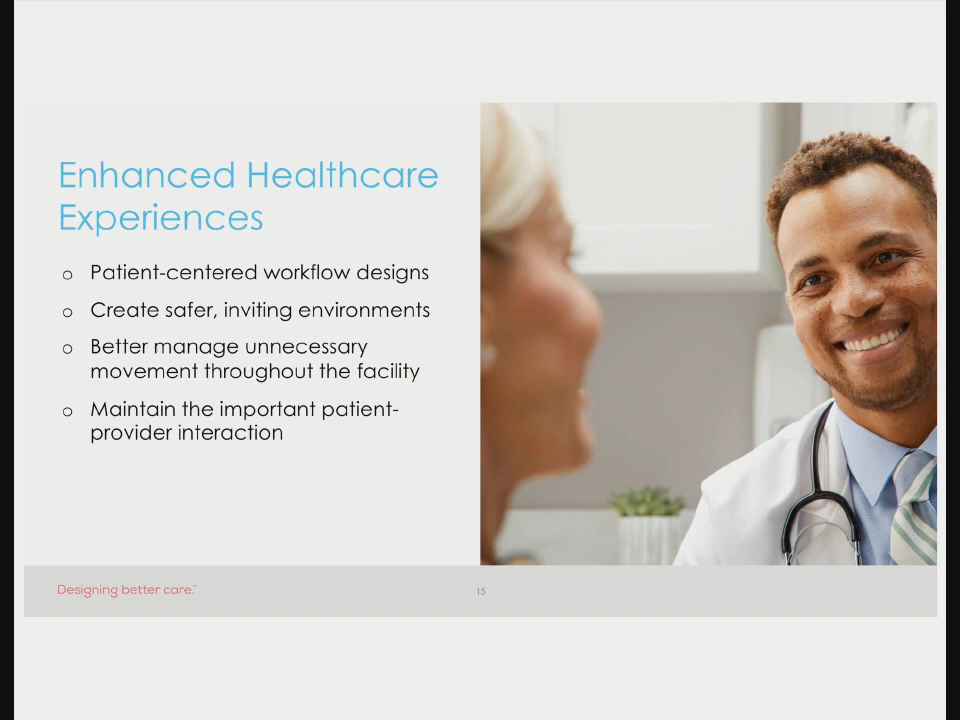 Enhanced Healthcare
Experiences
o Patient-centered workflow designs
o Create safer, inviting environments
o Better manage unnecessary
movement throughout the facility
o Maintain the important patient-
provider interaction
Designing better care.™
15